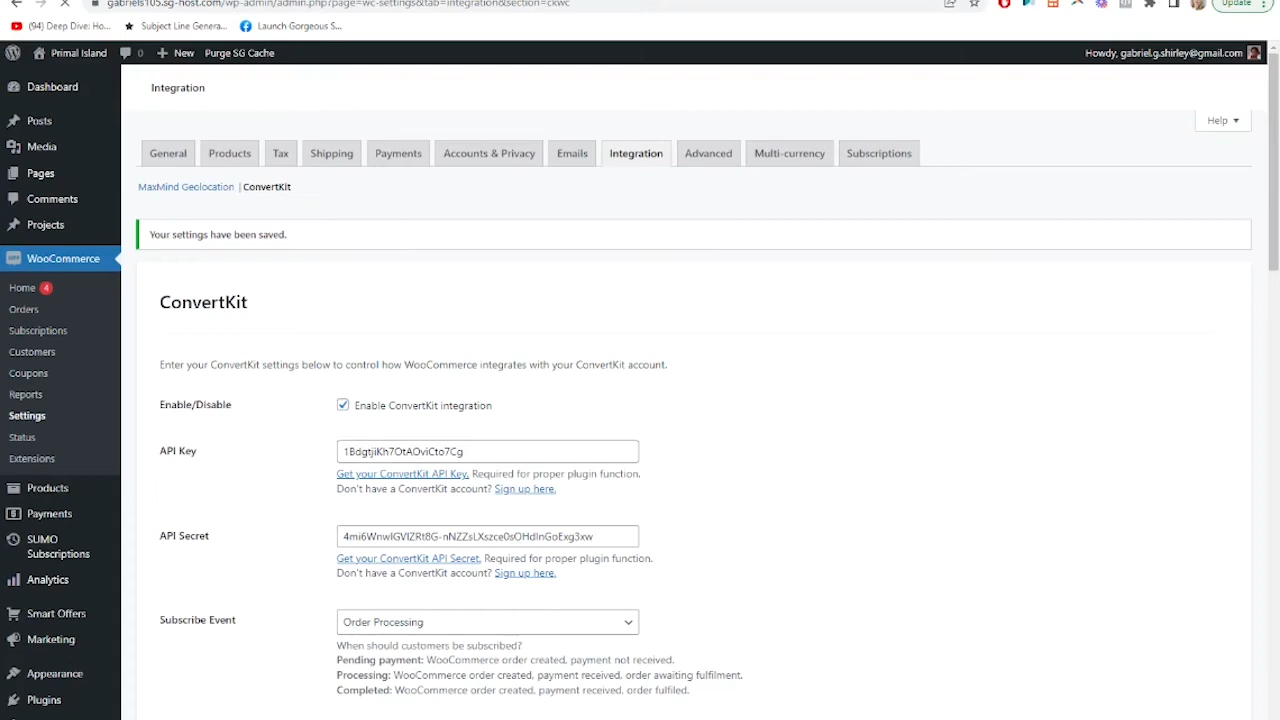 gabriels105.sg-host.com/wp-admin/admin.php?page=wc-settings&tab=integration&section=ckwc
Update
(94) Deep Dive: Ho...
Subject Line Genera...
Launch Gorgeous S...
Primal Island
0
New
Purge SG Cache
Howdy, gabriel.g.shirley@gmail.com
Dashboard
Posts
Media
Pages
Comments
Projects
WooCommerce
Home 4
Orders
Subscriptions
Customers
Coupons
Reports
Settings
Status
Extensions
Products
Payments
SUMO
Subscriptions
Analytics
Smart Offers
Marketing
Appearance
Plugins
Integration
Help
General
Products
Tax
Shipping
Payments
Accounts & Privacy
Emails
Integration
Advanced
Multi-currency
Subscriptions
MaxMind Geolocation | ConvertKit
Your settings have been saved.
ConvertKit
Enter your ConvertKit settings below to control how WooCommerce integrates with your ConvertKit account.
Enable/Disable
Enable ConvertKit integration
API Key
1BdgtjiKh7OtAOviCto7Cg
Get your ConvertKit API Key. Required for proper plugin function.
Don't have a ConvertKit account? Sign up here.
API Secret
Get your ConvertKit API Secret. Required for proper plugin function.
Don't have a ConvertKit account? Sign up here.
Subscribe Event
Order Processing
When should customers be subscribed?
Pending payment: WooCommerce order created, payment not received.
Processing: WooCommerce order created, payment received, order awaiting fulfilment.
Completed: WooCommerce order created, payment received, order fulfiled.